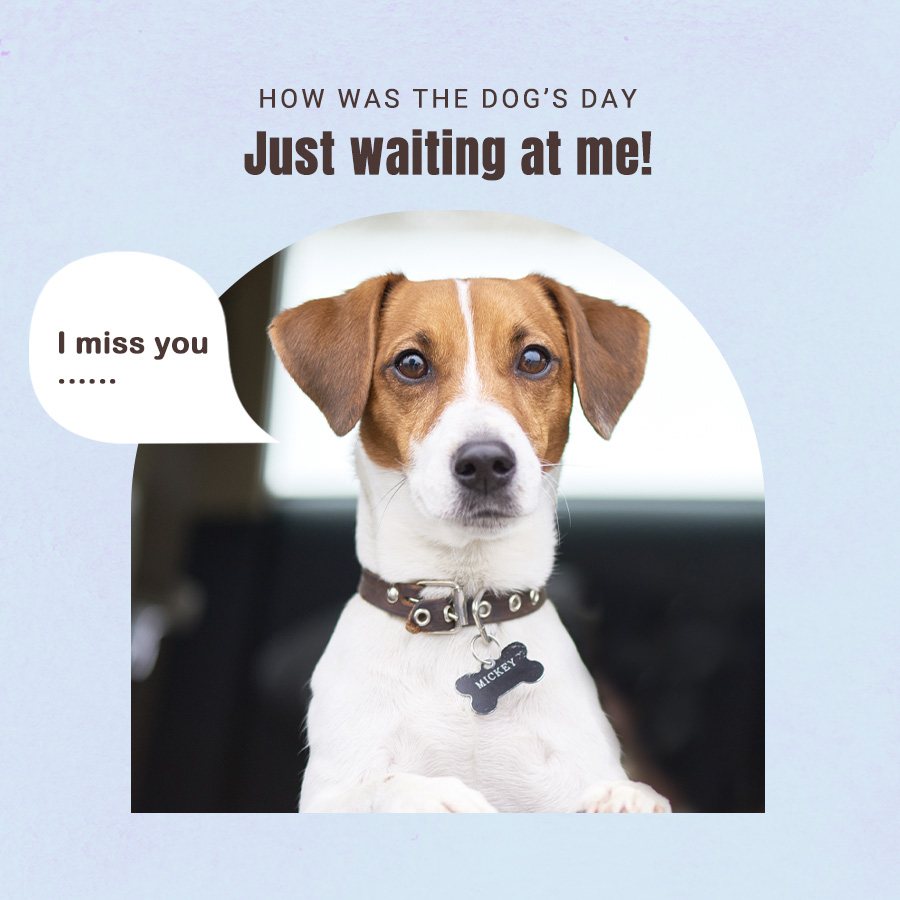 HOW WAS THE DOG’S DAY
Just waiting at me!
I miss you
......
MICKEY